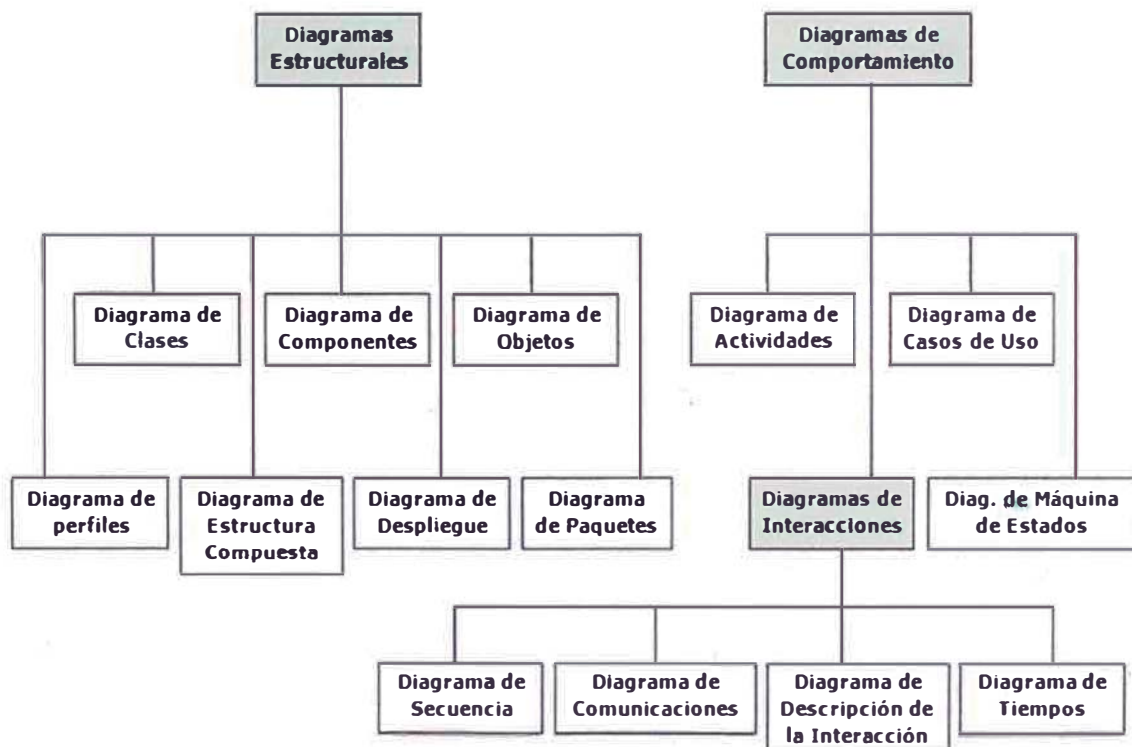 Diagramas
Estructurales
Diagramas de
Comportamiento
Diagrama de
Clases
Diagrama de
Componentes
Diagrama de
Objetos
Diagrama de
Actividades
Diagrama de
Casos de Uso
Diagrama de
perfiles
Diagrama de
Estructura
Compuesta
Diagrama de
Despliegue
Diagrama
de Paquetes
Diagramas de
Interacciones
Diag. de Máquina
de Estados
Diagrama de
Secuencia
Diagrama de
Comunicaciones
Diagrama de
Descripción de
la Interacción
Diagrama de
Tiempos